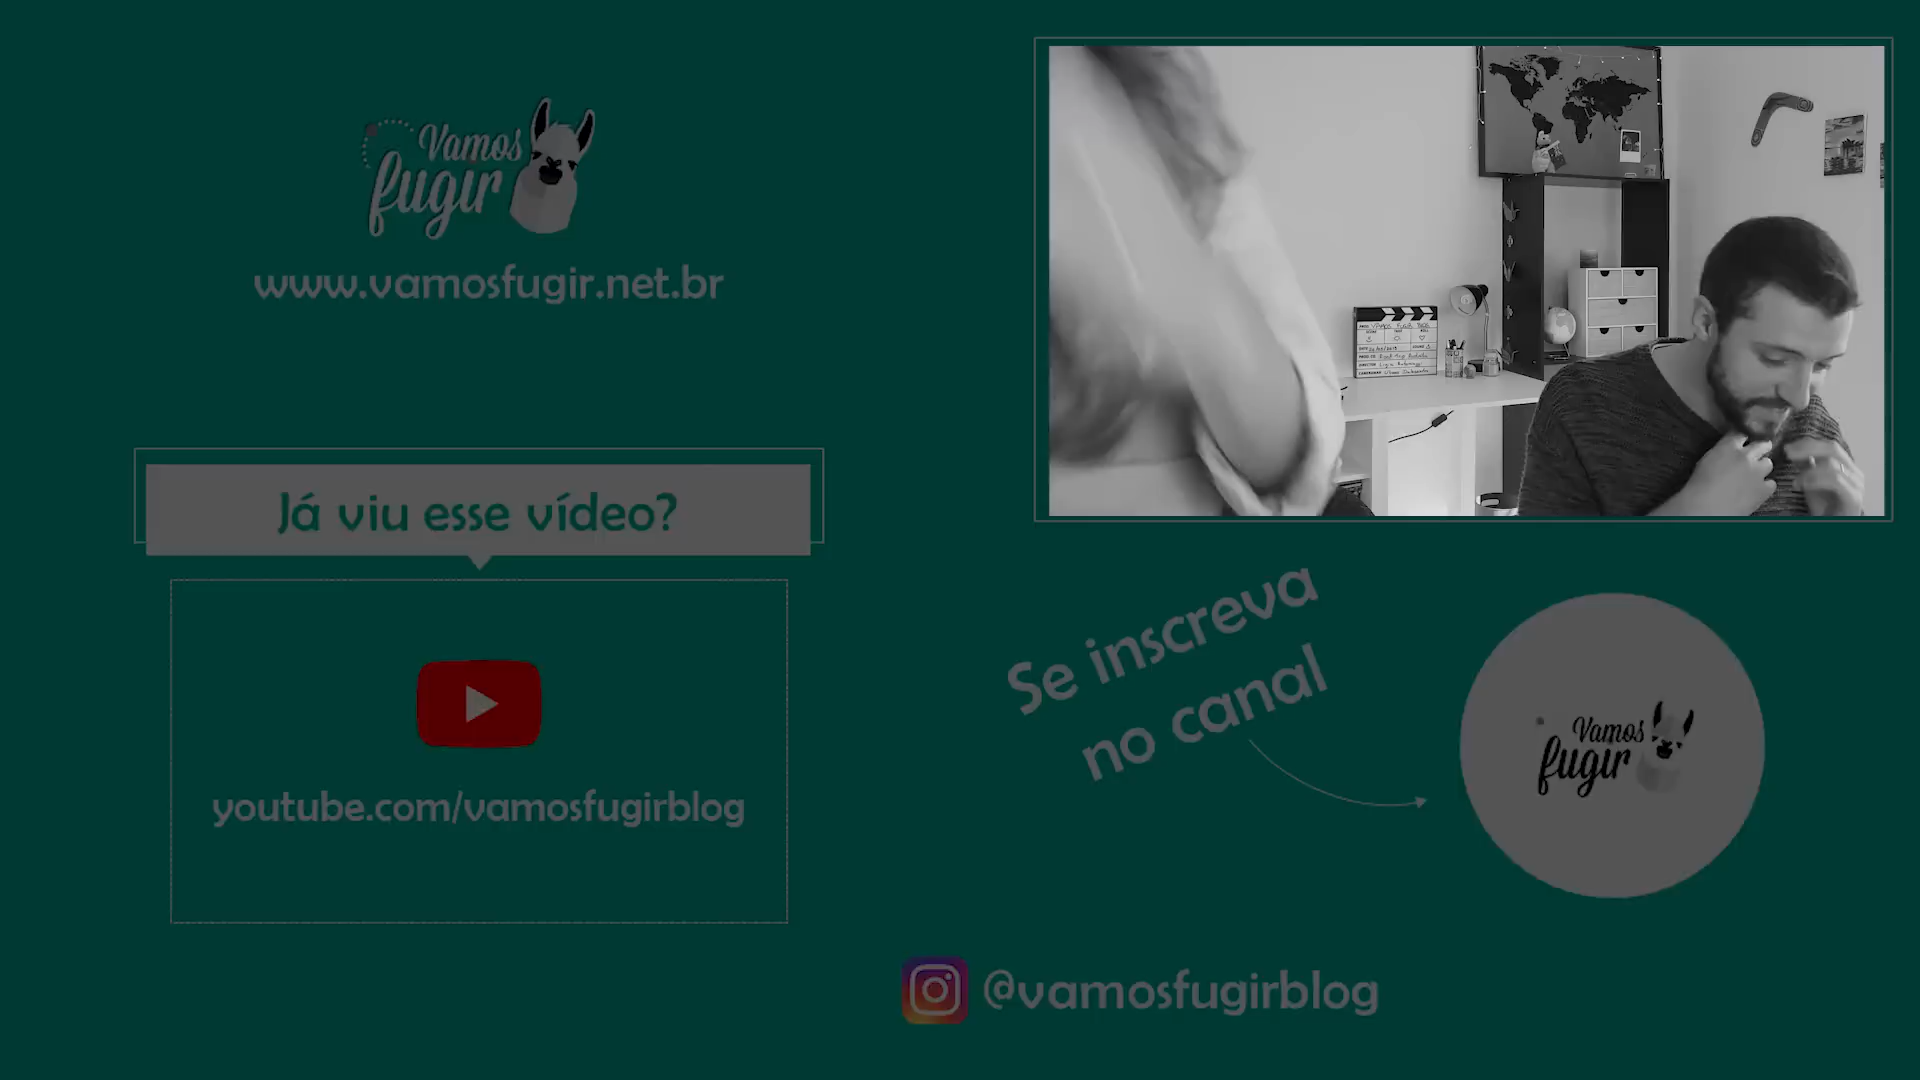 Vamos
fugir
www.vamosfugir.net.br
Já viu esse vídeo?
youtube.com/vamosfugirblog
Se inscreva
no canal
Vamos
fugir
@vamosfugirblog